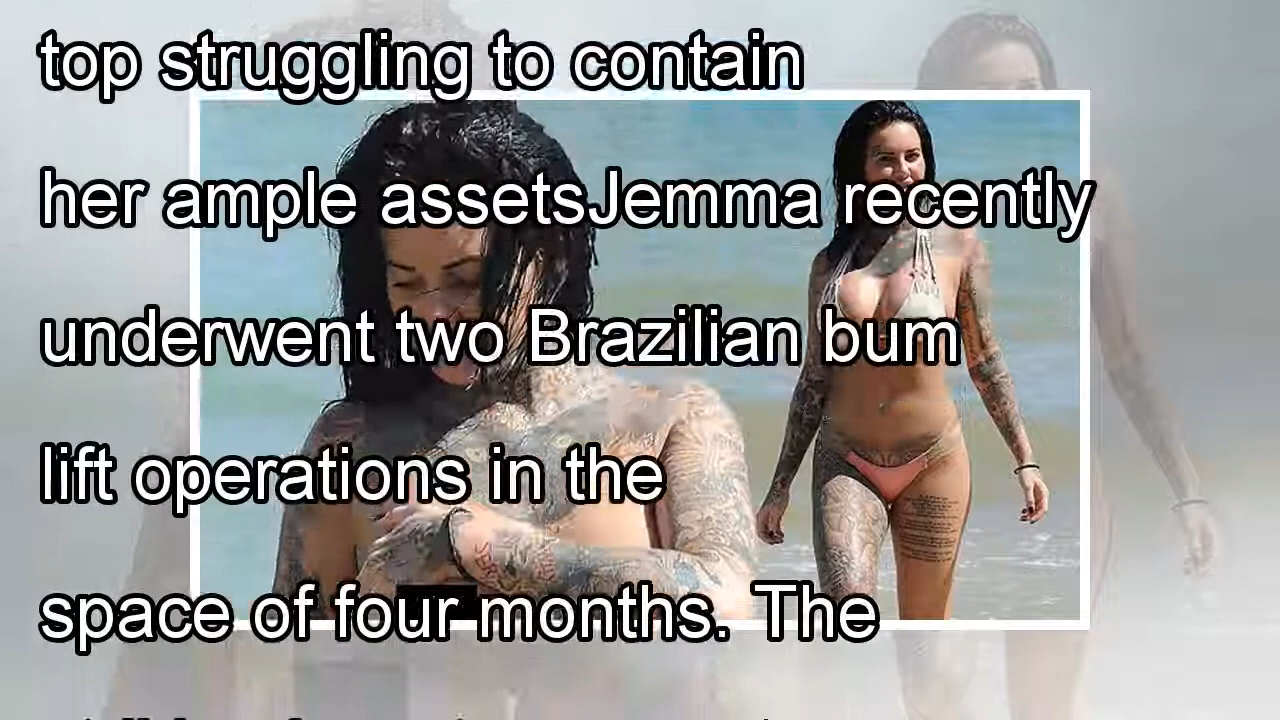 top struggling to contain
her ample assetsJemma recently
underwent two Brazilian bum
lift operations in the
space of four months. The